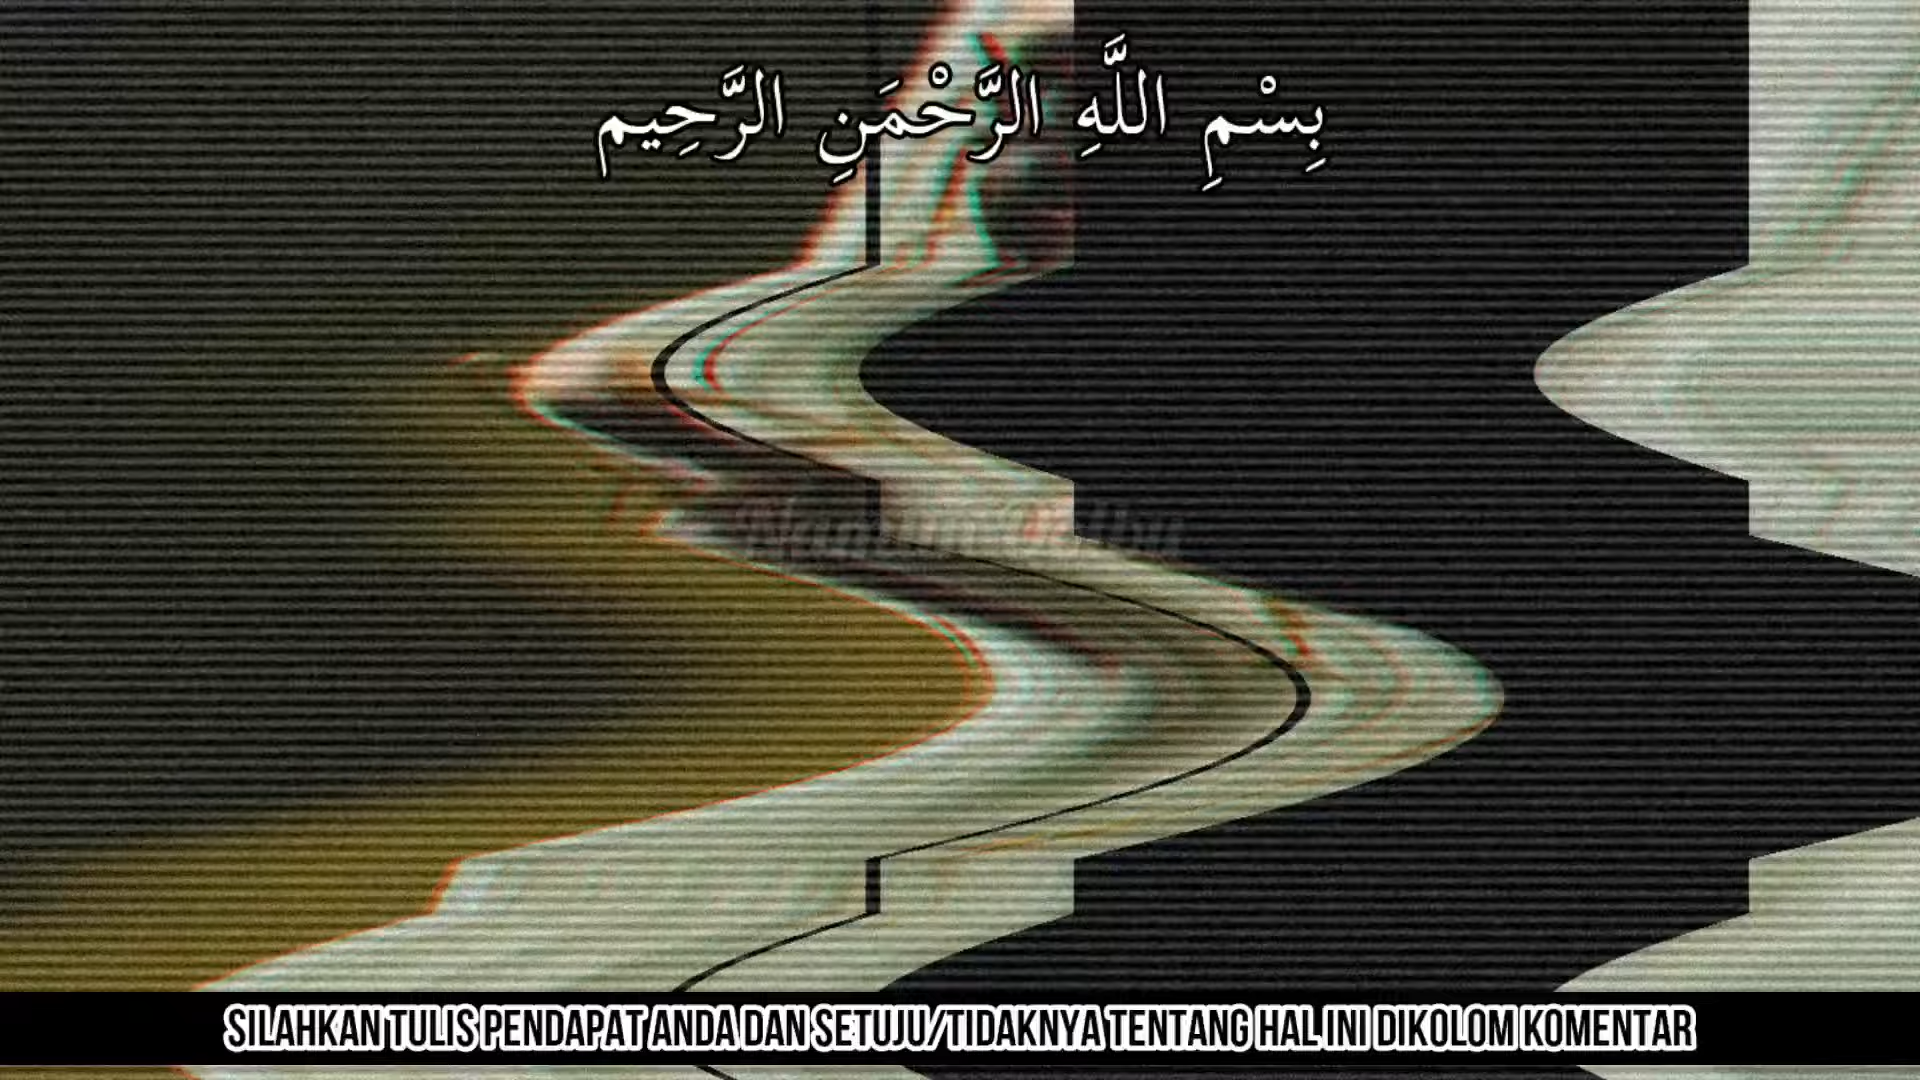 بِسْمِ اللَّهِ الرَّحْمَنِ الرَّحِيم
SILAHKAN TULIS PENDAPAT ANDA DAN SETUJU/TIDAKNYA TENTANG HAL INI DIKOLOM KOMENTAR